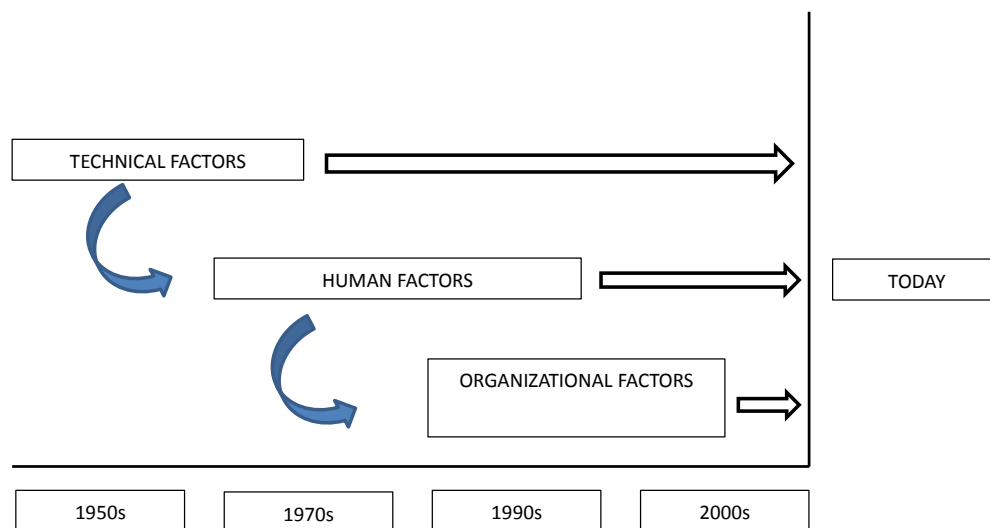 TECHNICAL FACTORS
HUMAN FACTORS
TODAY
ORGANIZATIONAL FACTORS
1950s
1970s
1990s
2000s